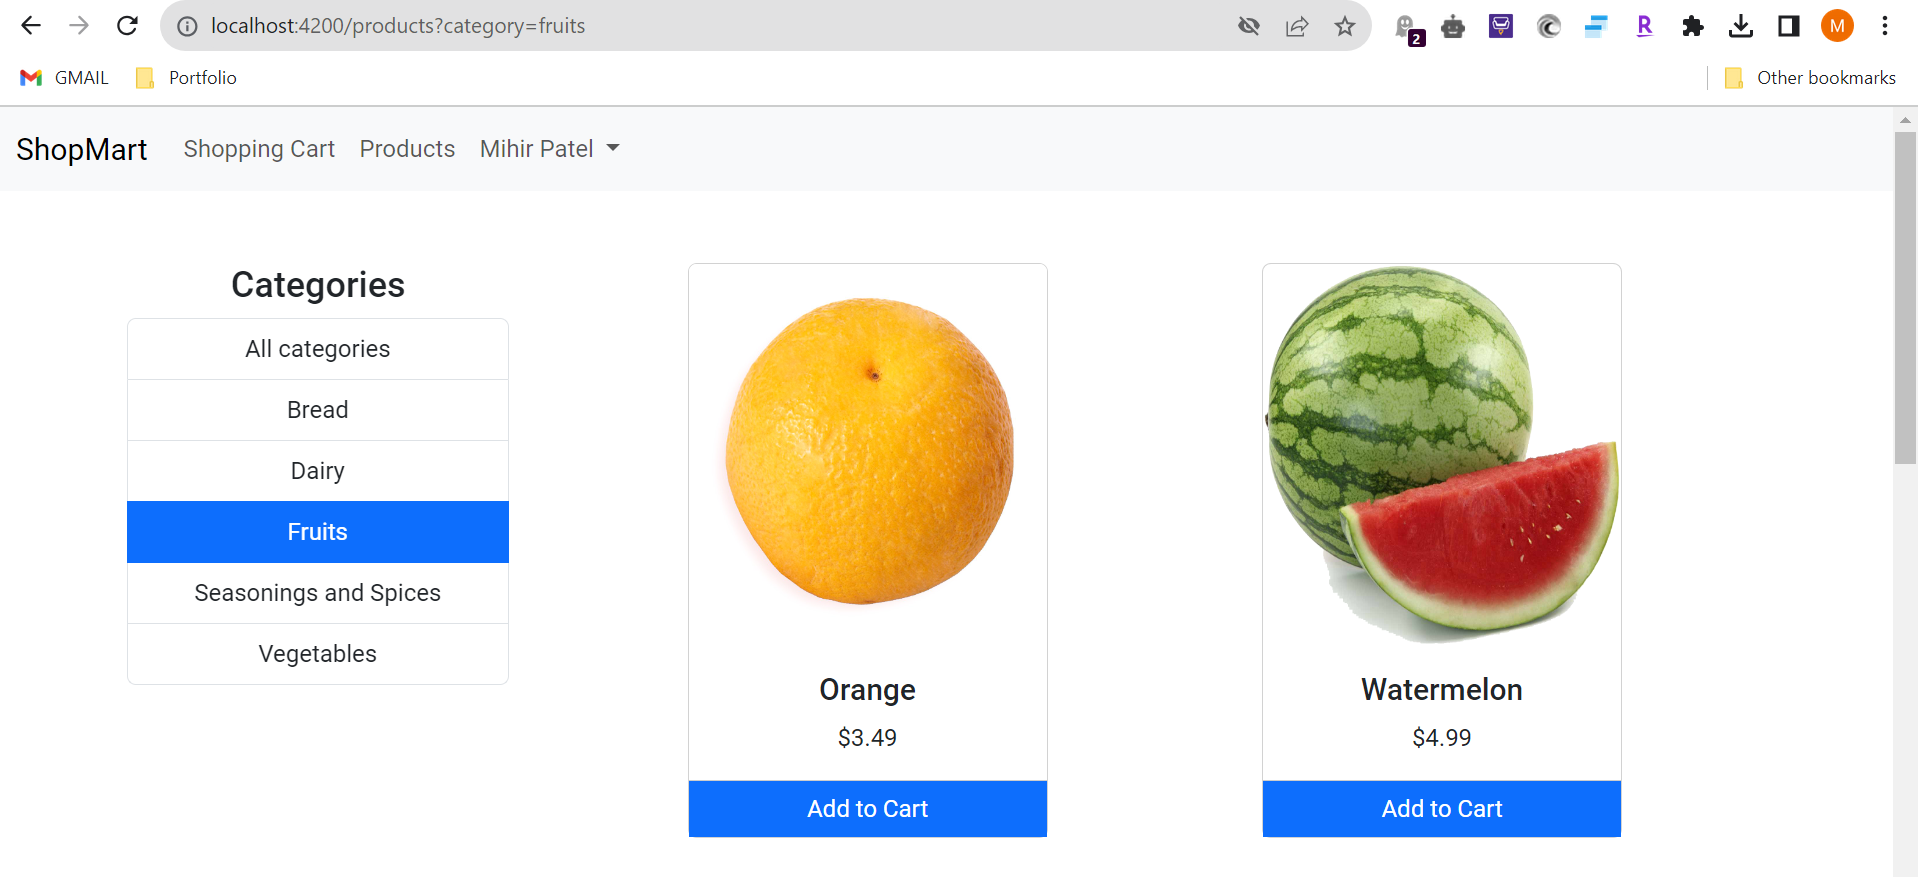 localhost:4200/products?category=fruits
2
R
M
GMAIL
Portfolio
Other bookmarks
ShopMart
Shopping Cart
Products
Mihir Patel
Categories
All categories
Bread
Dairy
Fruits
Seasonings and Spices
Vegetables
Orange
$3.49
Add to Cart
Watermelon
$4.99
Add to Cart